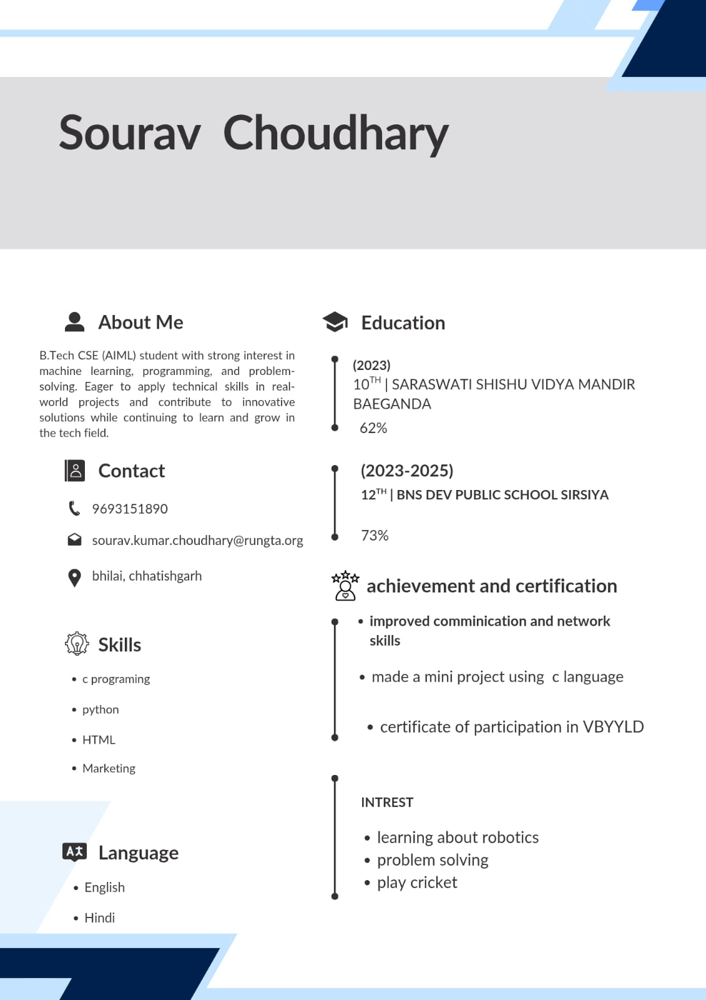 Sourav Choudhary
About Me
B.Tech CSE (AIML) student with strong interest in
machine learning, programming, and problem-
solving. Eager to apply technical skills in real-
world projects and contribute to innovative
solutions while continuing to learn and grow in
the tech field.
Contact
9693151890
sourav.kumar.choudhary@rungta.org
bhilai, chhatishgarh
Skills
• c programing
• python
• HTML
• Marketing
Language
• English
• Hindi
Education
(2023)
10TH | SARASWATI SHISHU VIDYA MANDIR
BAEGANDA
62%
(2023-2025)
12TH | BNS DEV PUBLIC SCHOOL SIRSIYA
73%
achievement and certification
• improved comminication and network
skills
• made a mini project using c language
• certificate of participation in VBYYLD
INTREST
• learning about robotics
• problem solving
• play cricket